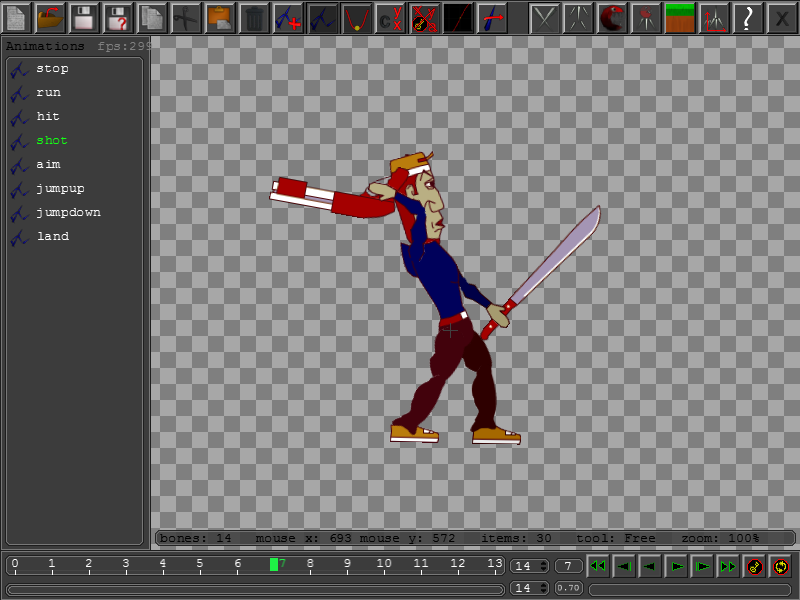 C Y X X
?
X
Animations fps:299
stop
run
hit
shot
aim
jumpup
jumpdown
land
bones: 14 mouse x: 693 mouse y: 572 items: 30 tool: Free zoom: 100%
0 1 2 3 4 5 6 7 8 9 10 11 12 13 14 7
14 0.70